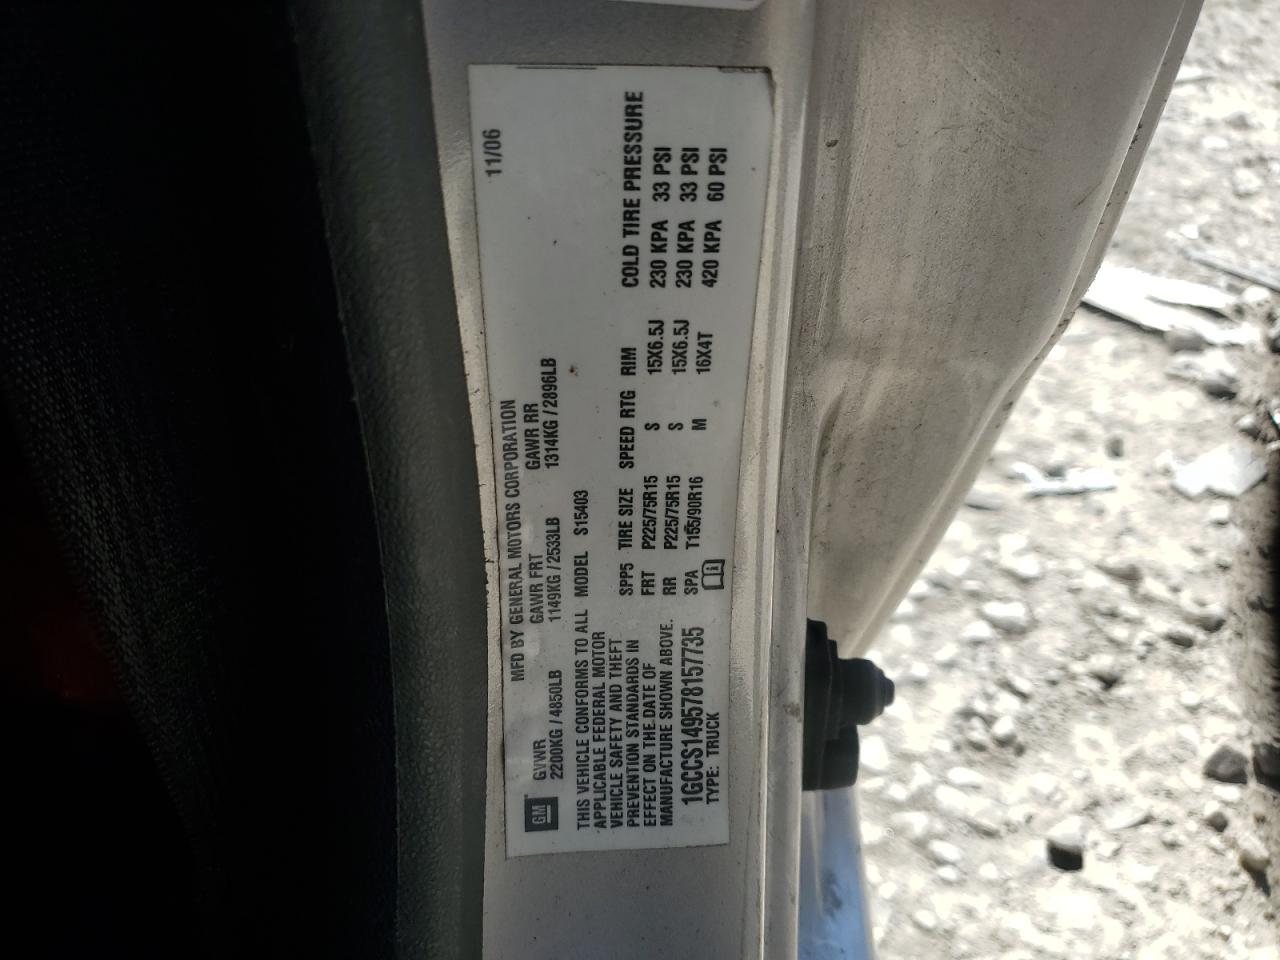 MFD BY GENERAL MOTORS CORPORATION 11/06
GM GVWR GAWR FRT GAWR RR
2200KG / 4850LB 1149KG / 2533LB 1314KG / 2896LB
THIS VEHICLE CONFORMS TO ALL MODEL S15403
APPLICABLE FEDERAL MOTOR
VEHICLE SAFETY AND THEFT
PREVENTION STANDARDS IN
EFFECT ON THE DATE OF
MANUFACTURE SHOWN ABOVE.
1GCCS149578157735
TYPE: TRUCK
SPP5 TIRE SIZE SPEED RTG RIM COLD TIRE PRESSURE
FRT P225/75R15 S 15X6.5J 230 KPA 33 PSI
RR P225/75R15 S 15X6.5J 230 KPA 33 PSI
SPA T155/90R16 M 16X4T 420 KPA 60 PSI